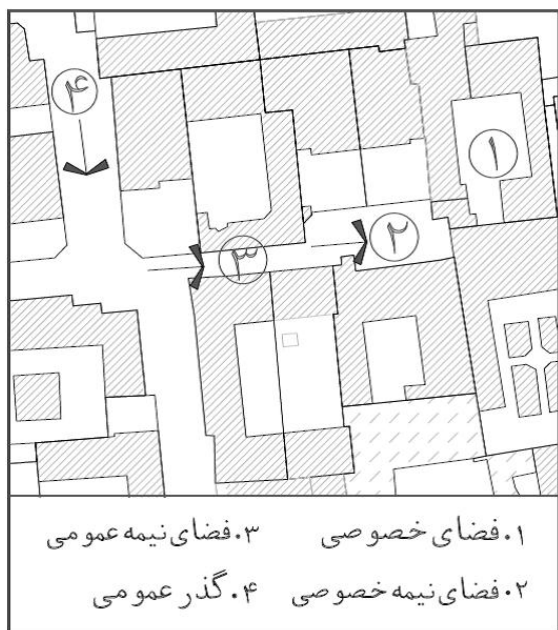 ۴
۱
۲
۳
۱. فضای خصوصی ۳. فضای نیمه عمومی
۲. فضای نیمه خصوصی ۴. گذر عمومی